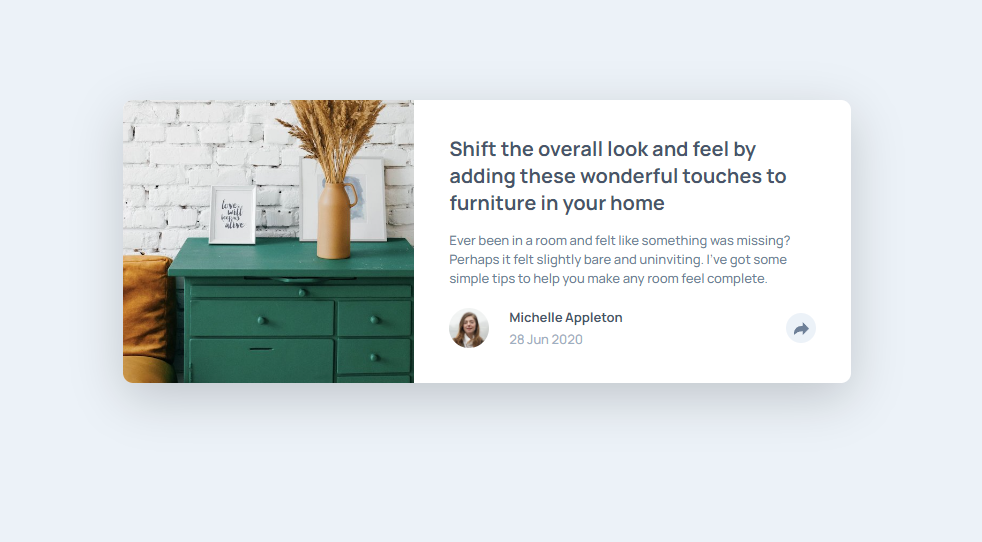 love
will
keep us
alive
Shift the overall look and feel by
adding these wonderful touches to
furniture in your home
Ever been in a room and felt like something was missing?
Perhaps it felt slightly bare and uninviting. I've got some
simple tips to help you make any room feel complete.
Michelle Appleton
28 Jun 2020